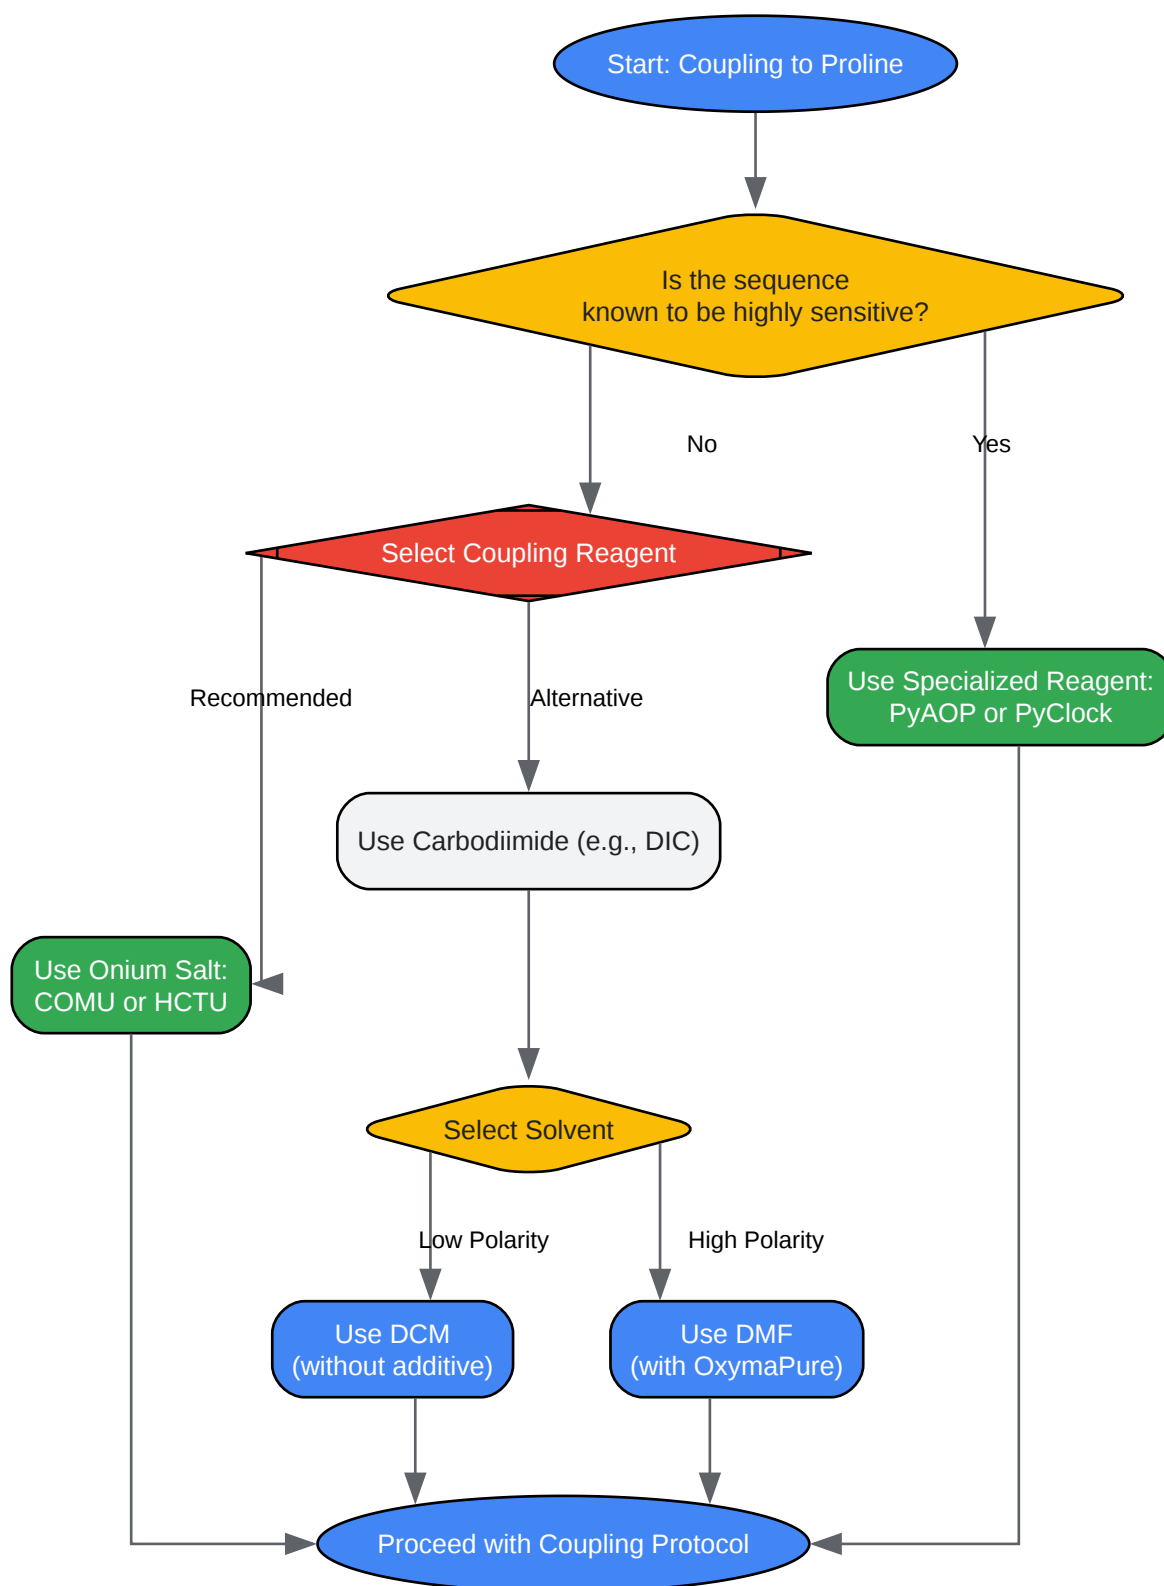 Start: Coupling to Proline
Is the sequence
known to be highly sensitive?
No
Yes
Select Coupling Reagent
Recommended
Alternative
Use Specialized Reagent:
PyAOP or PyClock
Use Carbodiimide (e.g., DIC)
Use Onium Salt:
COMU or HCTU
Select Solvent
Low Polarity
High Polarity
Use DCM
(without additive)
Use DMF
(with OxymaPure)
Proceed with Coupling Protocol